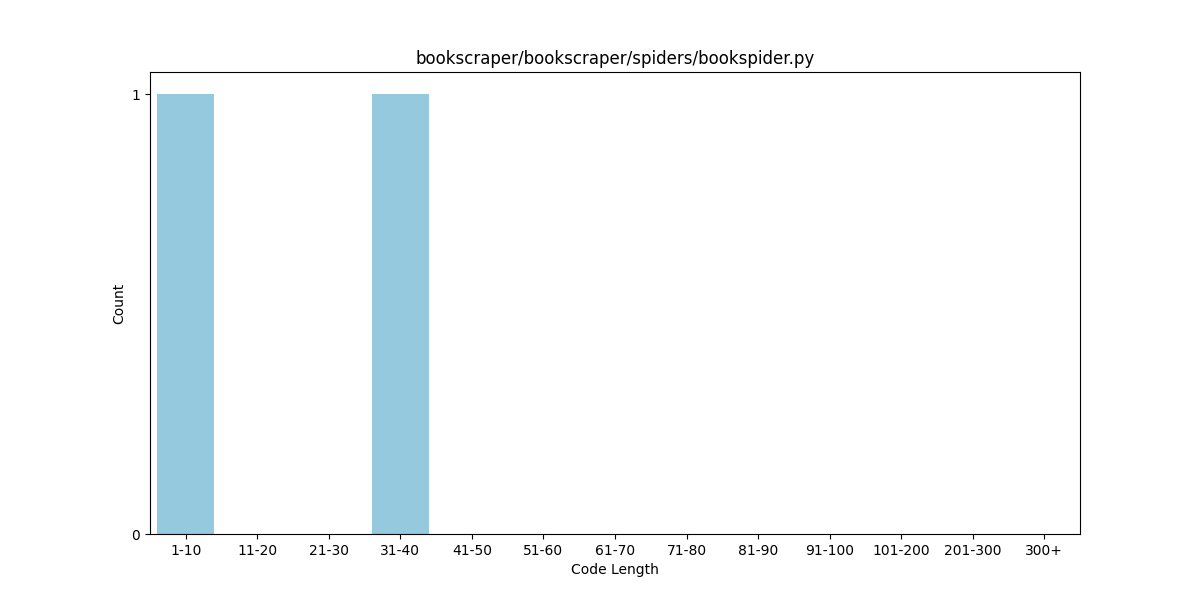 bookscraper/bookscraper/spiders/bookspider.py
1
Count
0
1-10 11-20 21-30 31-40 41-50 51-60 61-70 71-80 81-90 91-100 101-200 201-300 300+
Code Length